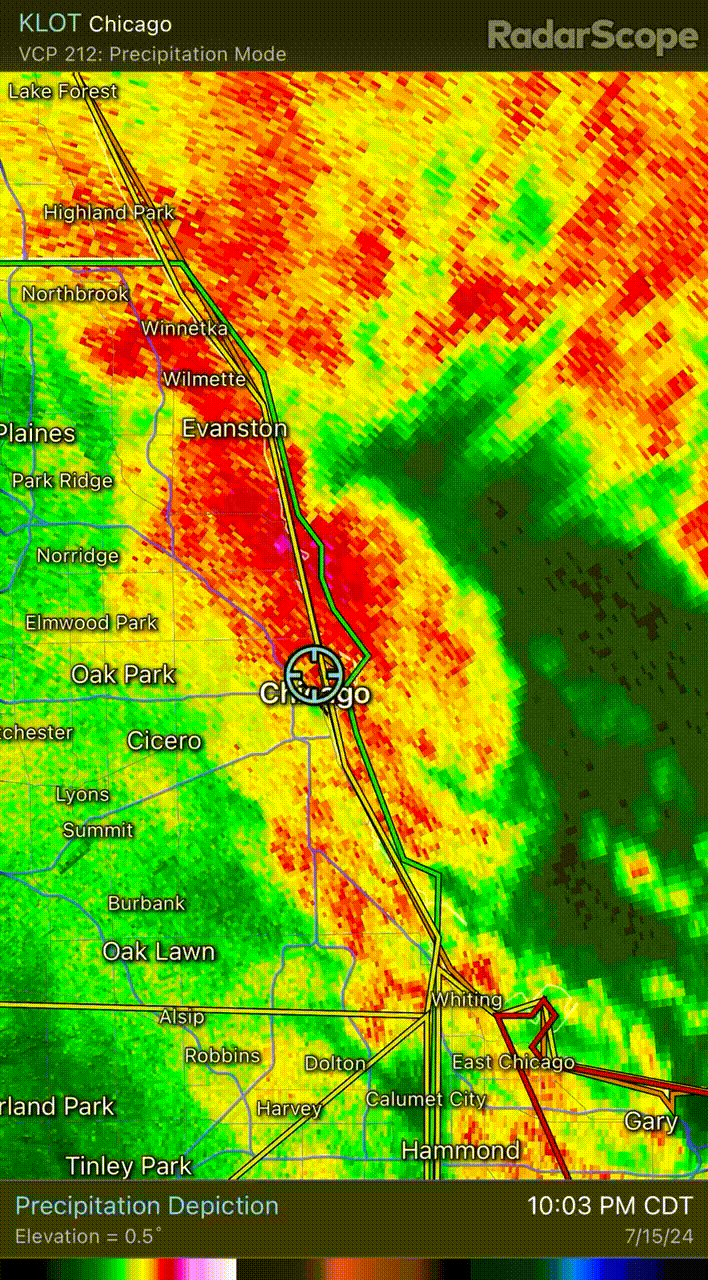 KLOT Chicago
RadarScope
VCP 212: Precipitation Mode
Lake Forest
Highland Park
Northbrook
Winnetka
Wilmette
Evanston
Plaines
Park Ridge
Norridge
Elmwood Park
Oak Park
Chicago
tchester
Cicero
Lyons
Summit
Burbank
Oak Lawn
Whiting
Alsip
Robbins
Dolton
East Chicago
rland Park
Harvey
Calumet City
Gary
Hammond
Tinley Park
Precipitation Depiction
10:03 PM CDT
Elevation = 0.5°
7/15/24